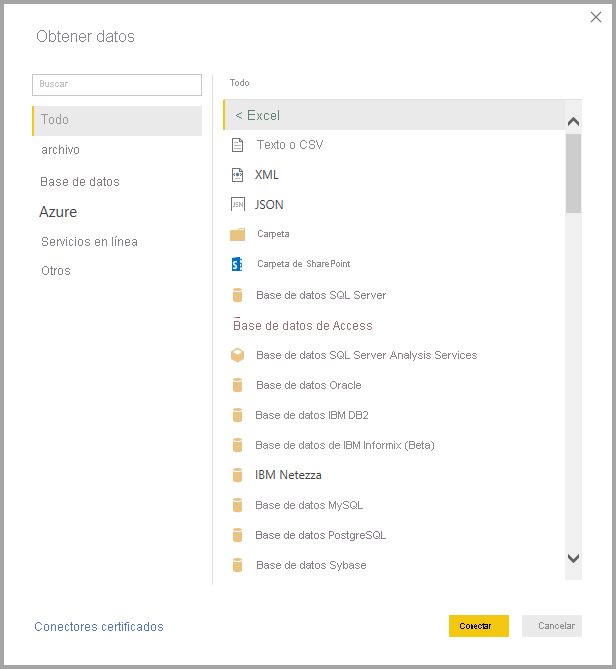 Obtener datos
Buscar
Todo
archivo
Base de datos
Azure
Servicios en línea
Otros
Todo
< Excel
Texto o CSV
XML
JSON
Carpeta
Carpeta de SharePoint
Base de datos SQL Server
Base de datos de Access
Base de datos SQL Server Analysis Services
Base de datos Oracle
Base de datos IBM DB2
Base de datos de IBM Informix (Beta)
IBM Netezza
Base de datos MySQL
Base de datos PostgreSQL
Base de datos Sybase
Conectores certificados
Conectar
Cancelar